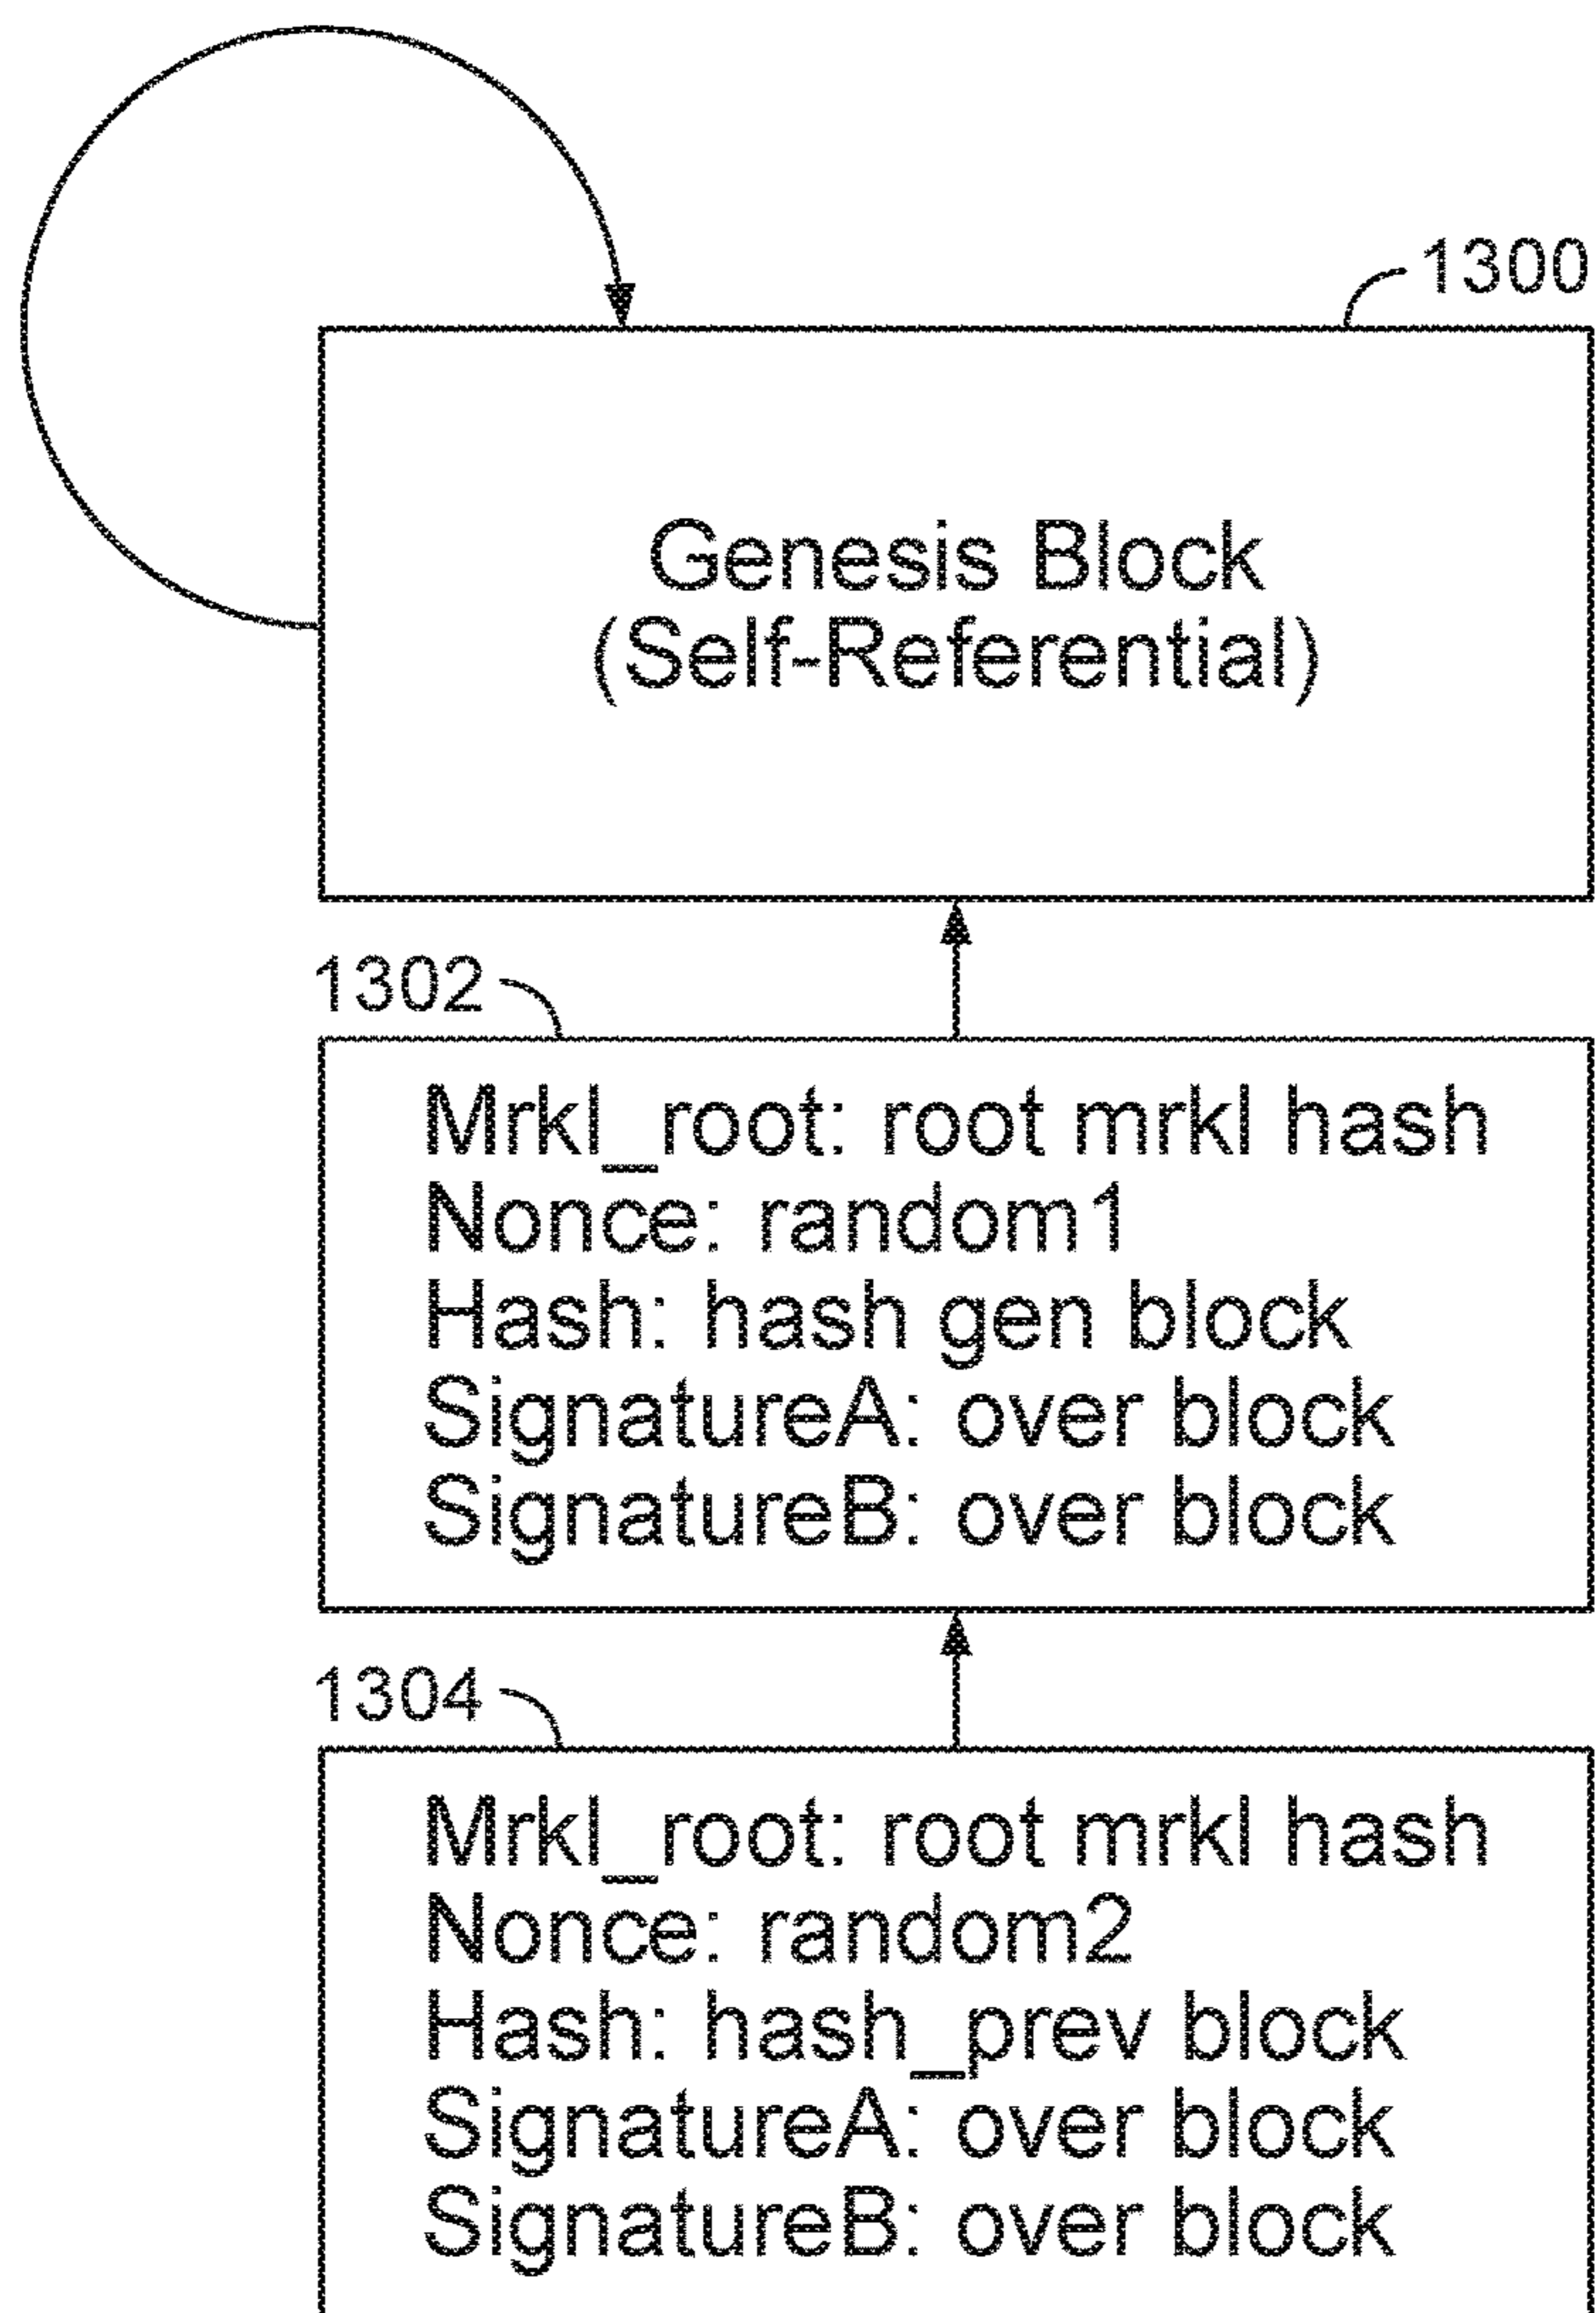 1300
Genesis Block
(Self-Referential)
1302
Mrkl_root: root mrkl hash
Nonce: random1
Hash: hash gen block
SignatureA: over block
SignatureB: over block
1304
Mrkl_root: root mrkl hash
Nonce: random2
Hash: hash_prev block
SignatureA: over block
SignatureB: over block